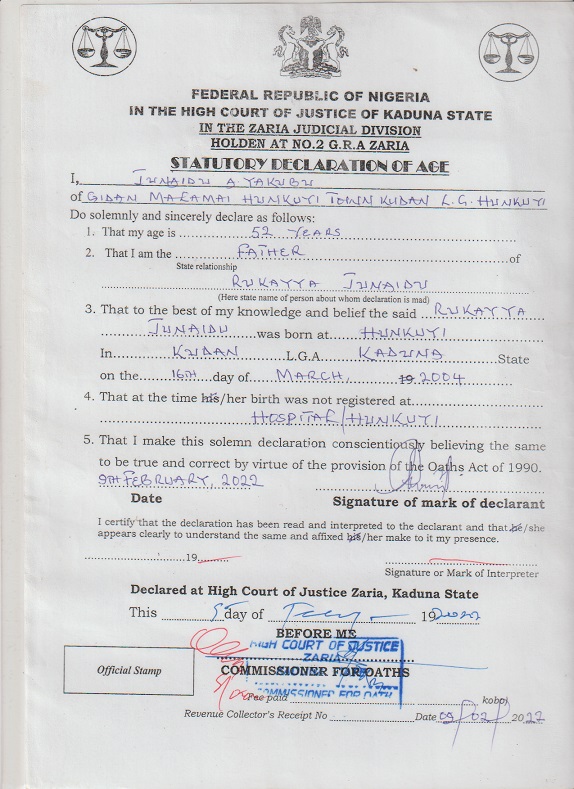 FEDERAL REPUBLIC OF NIGERIA
IN THE HIGH COURT OF JUSTICE OF KADUNA STATE
IN THE ZARIA JUDICIAL DIVISION
HOLDEN AT NO.2 G.R.A ZARIA
STATUTORY DECLARATION OF AGE
I, JUNAIDU A YAKUBU
of GIDAN MALAMAI HUNKUYI TOWN KUDAN L.G. HUNKUYI
Do solemnly and sincerely declare as follows:
1. That my age is 52 YEARS
2. That I am the FATHER of
State relationship
RUKAYYA JUNAIDU
(Here state name of person about whom declaration is mad)
3. That to the best of my knowledge and belief the said RUKAYYA
JUNAIDU was born at HUNKUYI
In KUDAN L.G.A KADUNA State
on the 16TH day of MARCH, 19 2004
4. That at the time his/her birth was not registered at
HOSPITAL/HUNKUYI
5. That I make this solemn declaration conscientiously believing the same
to be true and correct by virtue of the provision of the Oaths Act of 1990.
9TH FEBRUARY, 2022
Date Signature of mark of declarant
I certify that the declaration has been read and interpreted to the declarant and that he/she
appears clearly to understand the same and affixed his/her make to it my presence.
19
Signature or Mark of Interpreter
Declared at High Court of Justice Zaria, Kaduna State
This day of 19
BEFORE ME
HIGH COURT OF JUSTICE
ZARIA
COMMISSIONER FOR OATHS
COMMISSIONER FOR OATH
Official Stamp
Fee paid kobo)
Revenue Collector's Receipt No Date 09/02/2022